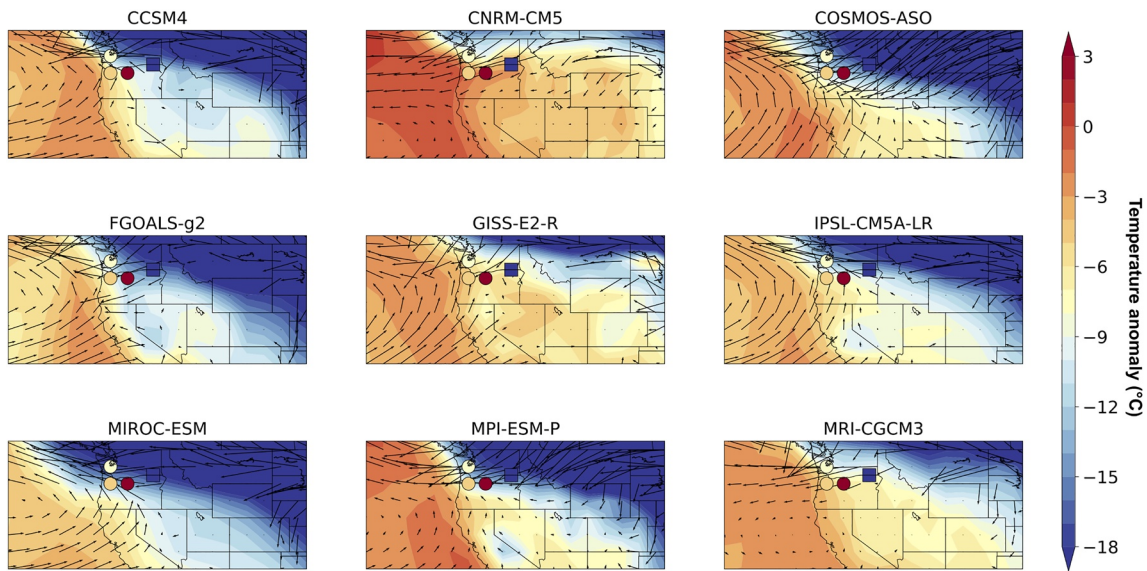 CCSM4
CNRM-CM5
COSMOS-ASO
FGOALS-g2
GISS-E2-R
IPSL-CM5A-LR
MIROC-ESM
MPI-ESM-P
MRI-CGCM3
3
0
−3
−6
−9
−12
−15
−18
Temperature anomaly (°C)